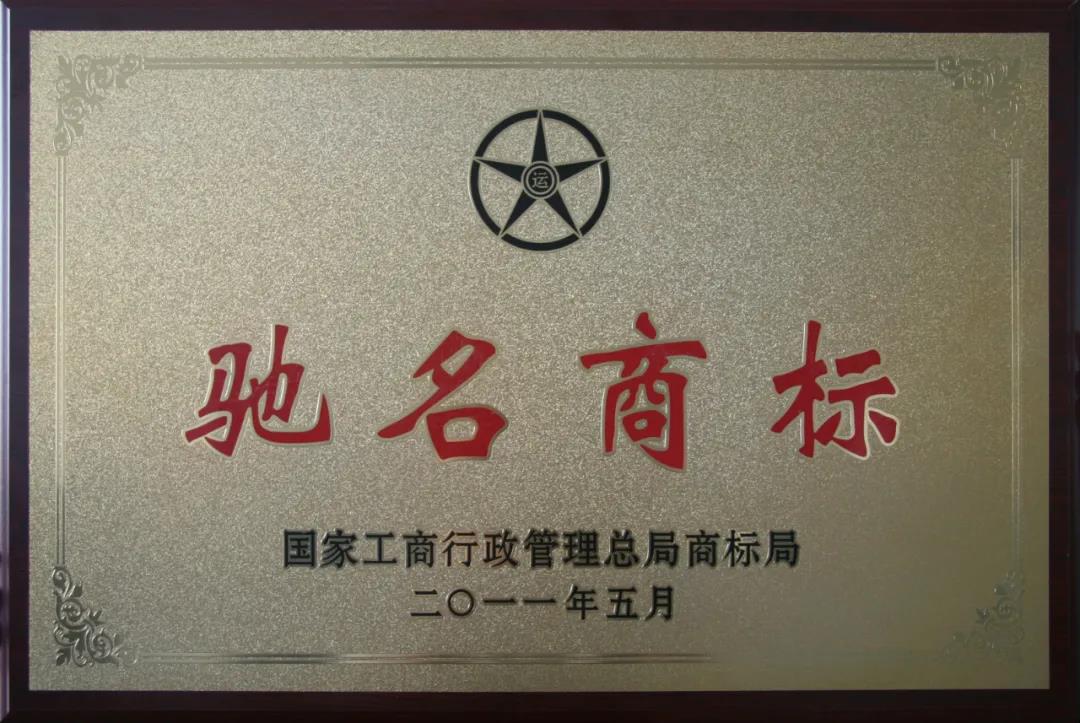 运
驰名商标
国家工商行政管理总局商标局
二〇一一年五月